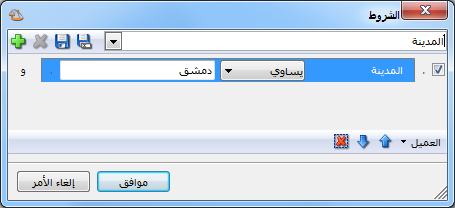 الشروط
المدينة
. المدينة يساوي دمشق . و
العميل
موافق إلغاء الأمر